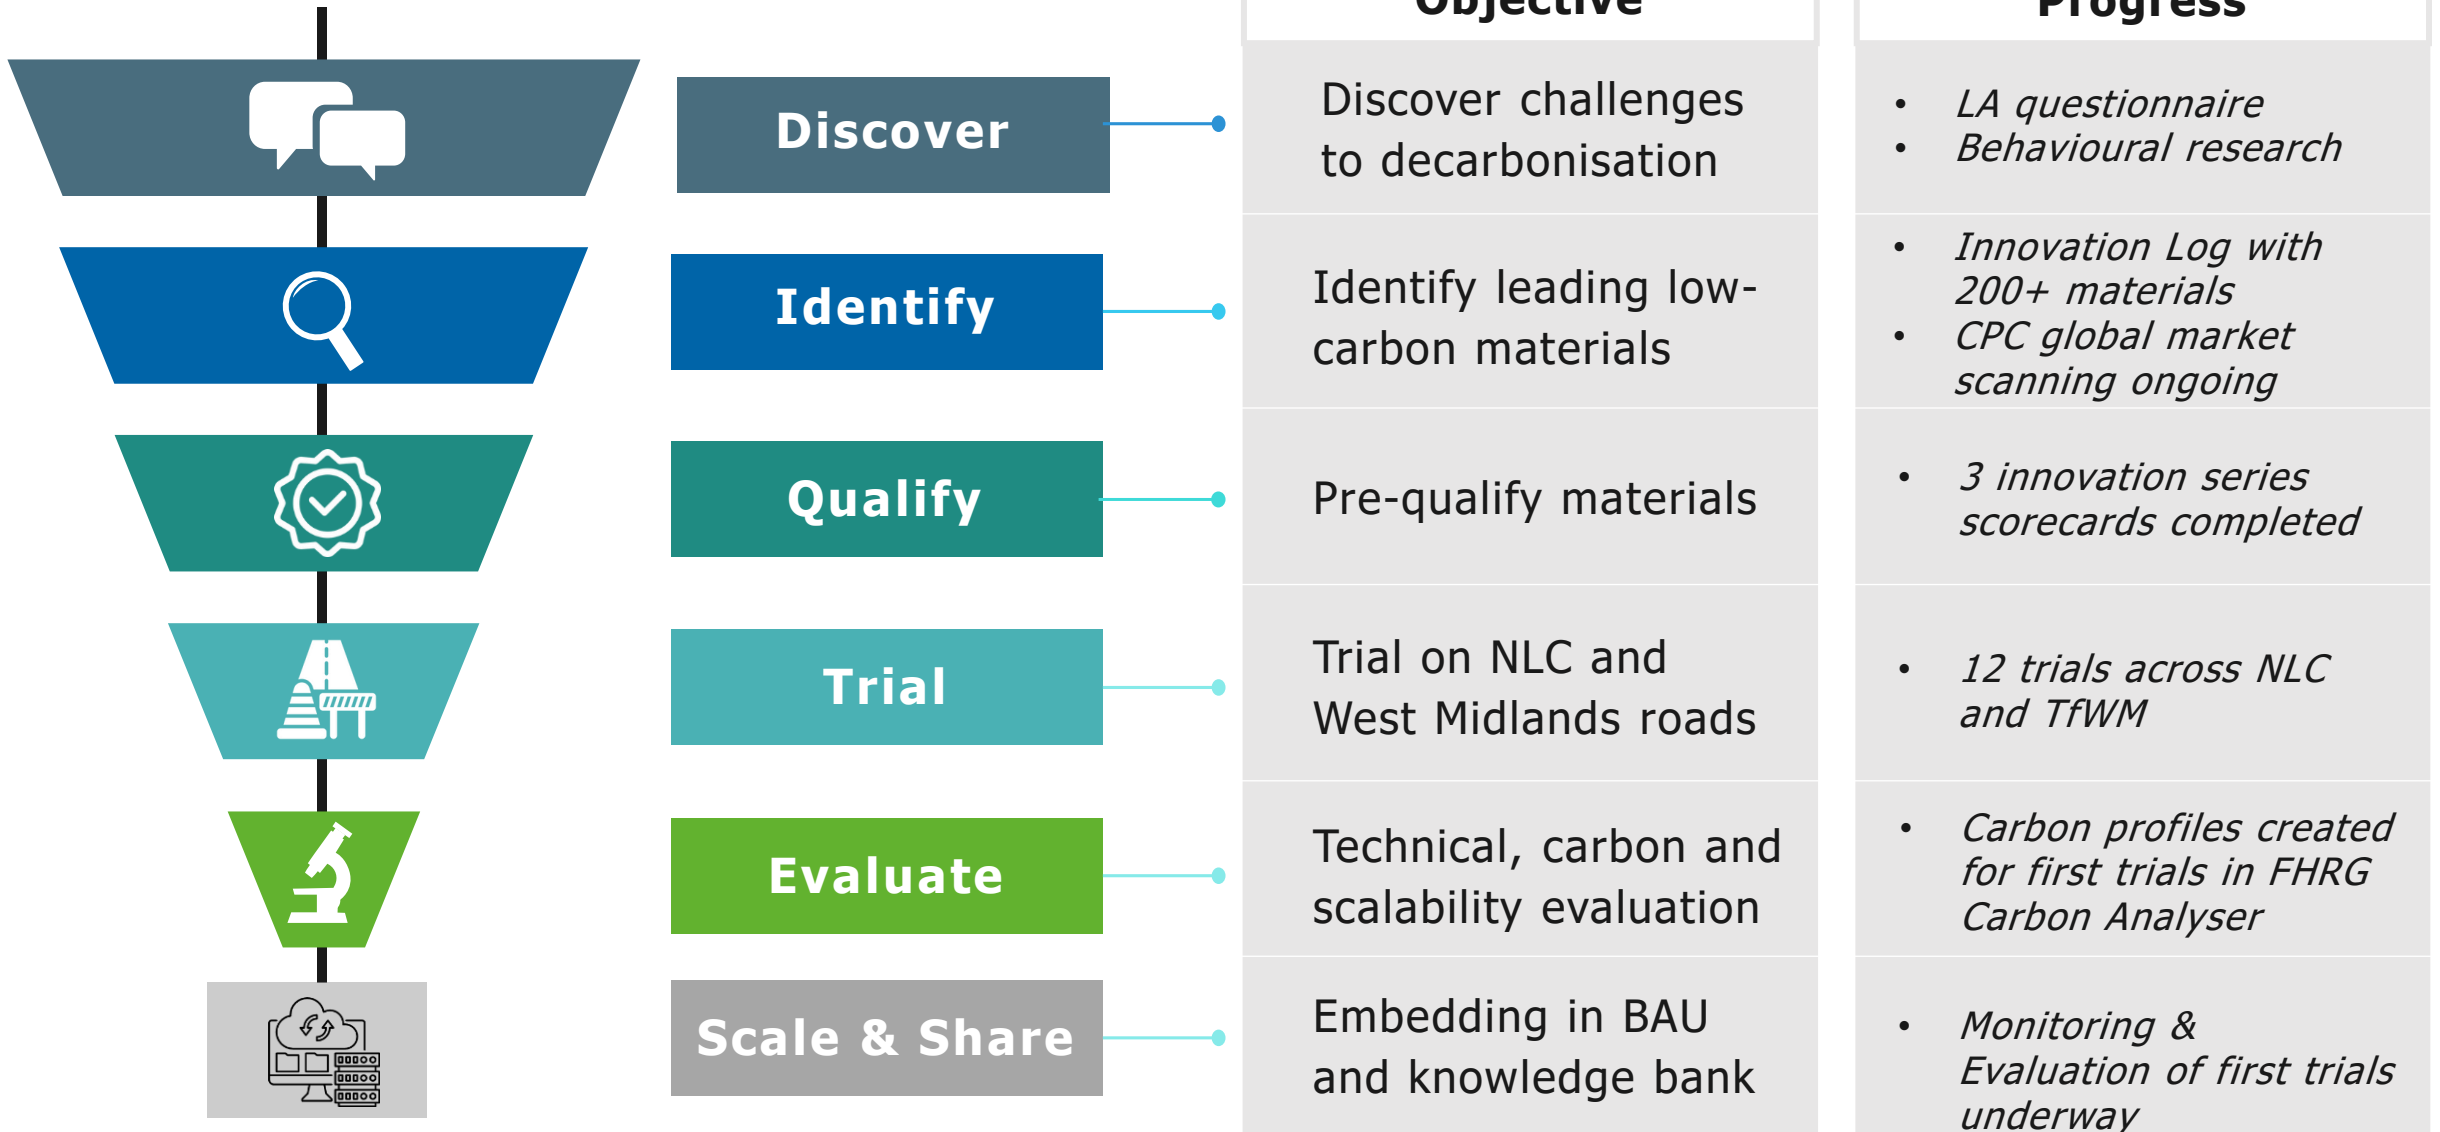 Objective
Progress
Discover
Discover challenges
to decarbonisation
• LA questionnaire
• Behavioural research
Identify
Identify leading low-
carbon materials
• Innovation Log with
200+ materials
• CPC global market
scanning ongoing
Qualify
Pre-qualify materials
• 3 innovation series
scorecards completed
Trial
Trial on NLC and
West Midlands roads
• 12 trials across NLC
and TfWM
Evaluate
Technical, carbon and
scalability evaluation
• Carbon profiles created
for first trials in FHRG
Carbon Analyser
Scale & Share
Embedding in BAU
and knowledge bank
• Monitoring &
Evaluation of first trials
underway